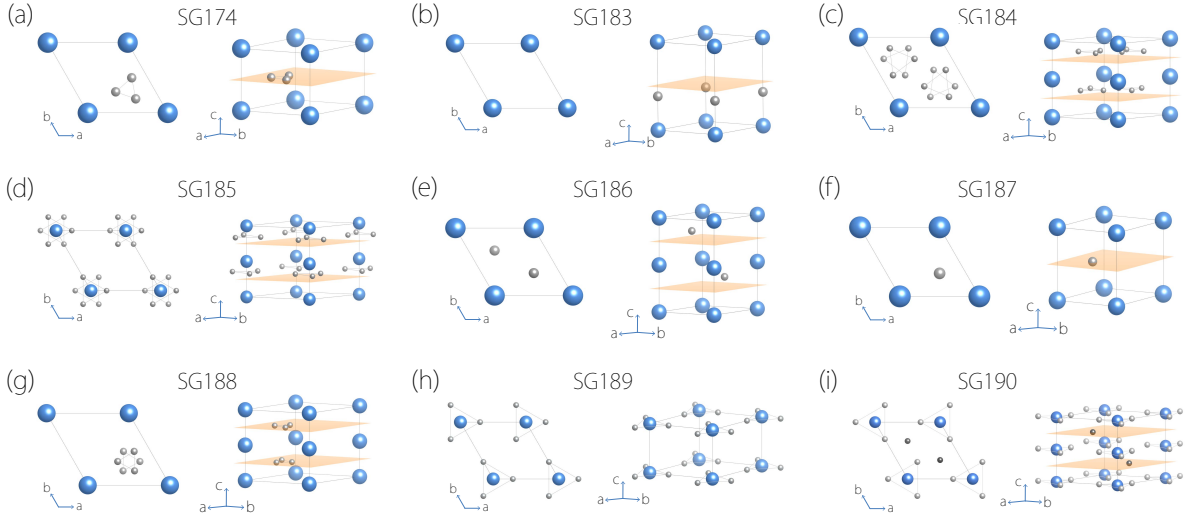 (a) SG174
b
a
c
a b
(b) SG183
b
a
c
a b
(c) SG184
b
a
c
a b
(d) SG185
b
a
c
a b
(e) SG186
b
a
c
a b
(f) SG187
b
a
c
a b
(g) SG188
b
a
c
a b
(h) SG189
b
a
c
a b
(i) SG190
b
a
c
a b